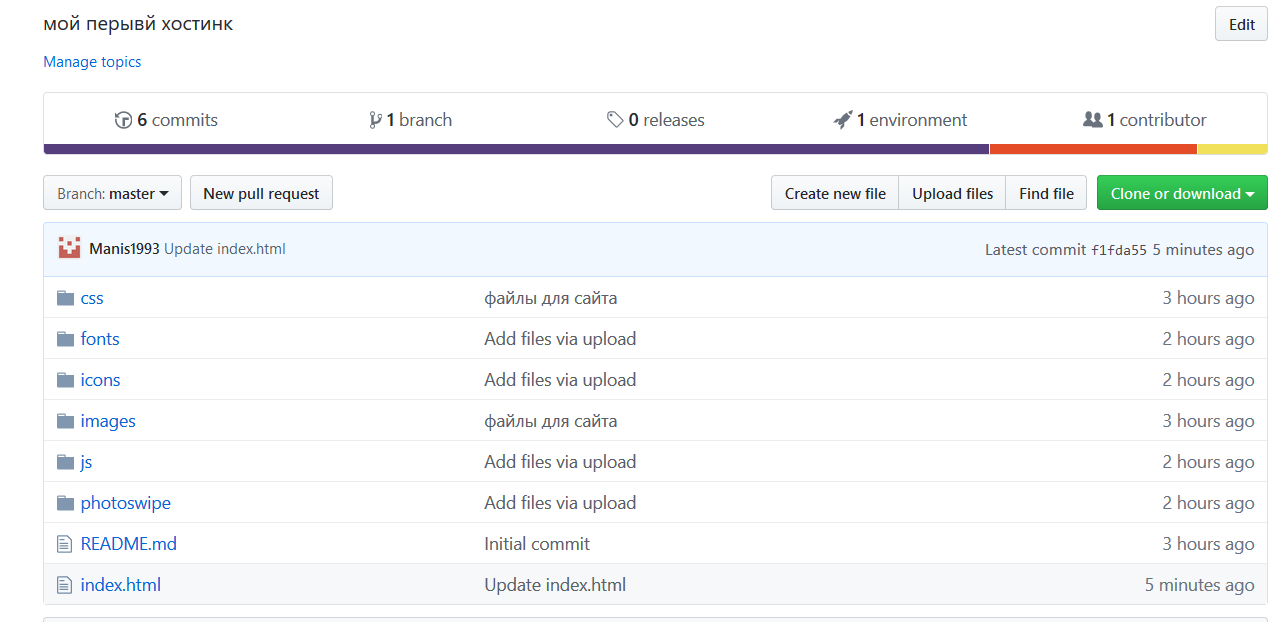 мой перывй хостинк
Edit
Manage topics
6 commits 1 branch 0 releases 1 environment 1 contributor
Branch: master New pull request Create new file Upload files Find file Clone or download
Manis1993 Update index.html Latest commit f1fda55 5 minutes ago
css файлы для сайта 3 hours ago
fonts Add files via upload 2 hours ago
icons Add files via upload 2 hours ago
images файлы для сайта 3 hours ago
js Add files via upload 2 hours ago
photoswipe Add files via upload 2 hours ago
README.md Initial commit 3 hours ago
index.html Update index.html 5 minutes ago